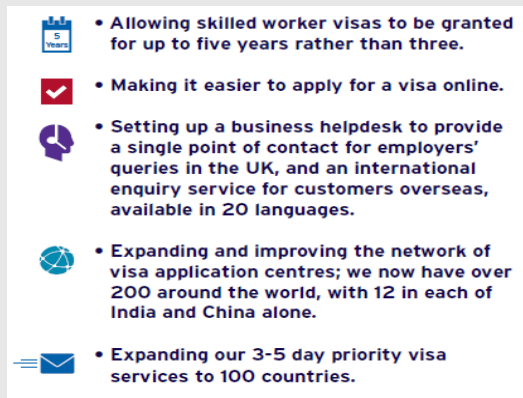 5
Years
• Allowing skilled worker visas to be granted
for up to five years rather than three.
• Making it easier to apply for a visa online.
• Setting up a business helpdesk to provide
a single point of contact for employers'
queries in the UK, and an international
enquiry service for customers overseas,
available in 20 languages.
• Expanding and improving the network of
visa application centres; we now have over
200 around the world, with 12 in each of
India and China alone.
• Expanding our 3-5 day priority visa
services to 100 countries.